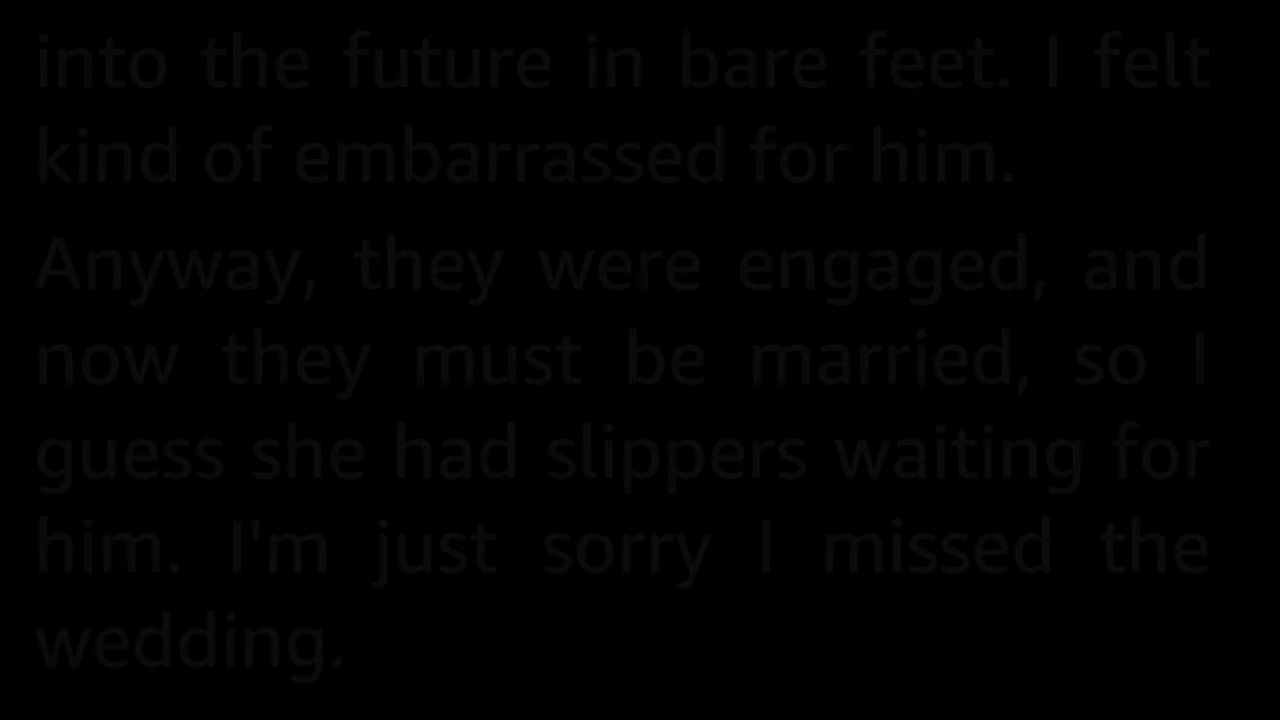 into the future in bare feet. I felt
kind of embarrassed for him.
Anyway, they were engaged, and
now they must be married, so I
guess she had slippers waiting for
him. I'm just sorry I missed the
wedding.